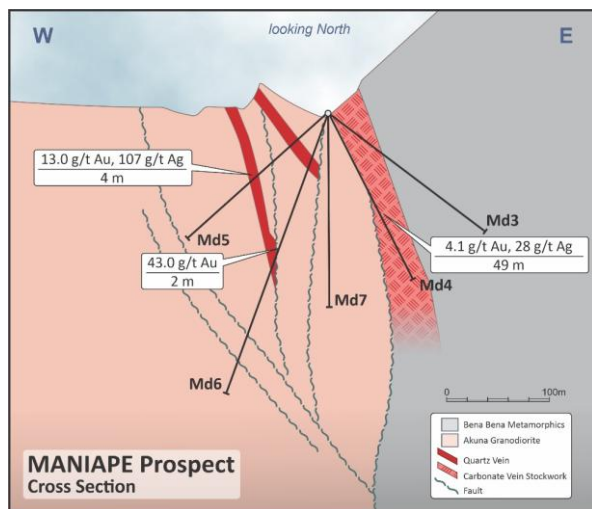 W
looking North
E
13.0 g/t Au, 107 g/t Ag
4 m
Md5
Md3
4.1 g/t Au, 28 g/t Ag
49 m
43.0 g/t Au
2 m
Md4
Md7
Md6
0 100m
Bena Bena Metamorphics
Akuna Granodiorite
Quartz Vein
Carbonate Vein Stockwork
Fault
MANIAPE Prospect
Cross Section